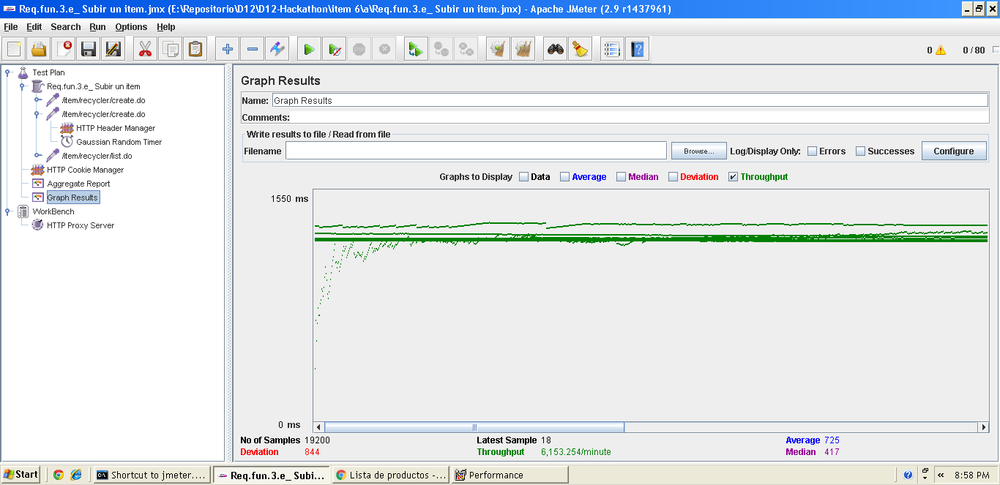 Req.fun.3.e_ Subir un item.jmx (E:\Repositorio\D12\D12-Hackathon\item 6\a\Req.fun.3.e_ Subir un item.jmx) - Apache JMeter (2.9 r1437961)
File Edit Search Run Options Help
0 0 / 80
Test Plan
Req.fun.3.e_ Subir un item
/item/recycler/create.do
/item/recycler/create.do
HTTP Header Manager
Gaussian Random Timer
/item/recycler/list.do
HTTP Cookie Manager
Aggregate Report
Graph Results
WorkBench
HTTP Proxy Server
Graph Results
Name: Graph Results
Comments:
Write results to file / Read from file
Filename Browse... Log/Display Only: Errors Successes Configure
Graphs to Display Data Average Median Deviation Throughput
1550 ms
0 ms
No of Samples 19200 Latest Sample 18 Average 725
Deviation 844 Throughput 6,153.254/minute Median 417
Start Shortcut to jmeter.... Req.fun.3.e_ Subi... Lista de productos -... Performance 8:58 PM